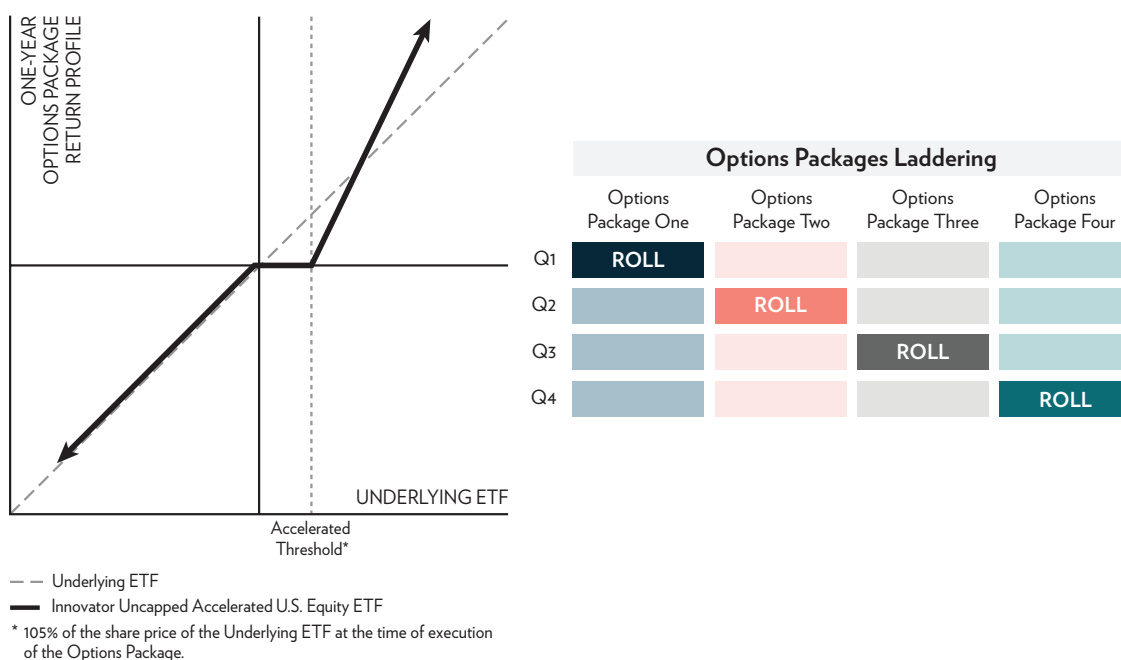 ONE-YEAR
OPTIONS PACKAGE
RETURN PROFILE
UNDERLYING ETF
Accelerated
Threshold*
Underlying ETF
Innovator Uncapped Accelerated U.S. Equity ETF
* 105% of the share price of the Underlying ETF at the time of execution
of the Options Package.
Options Packages Laddering
Options
Package One
Options
Package Two
Options
Package Three
Options
Package Four
Q1
ROLL
Q2
ROLL
Q3
ROLL
Q4
ROLL